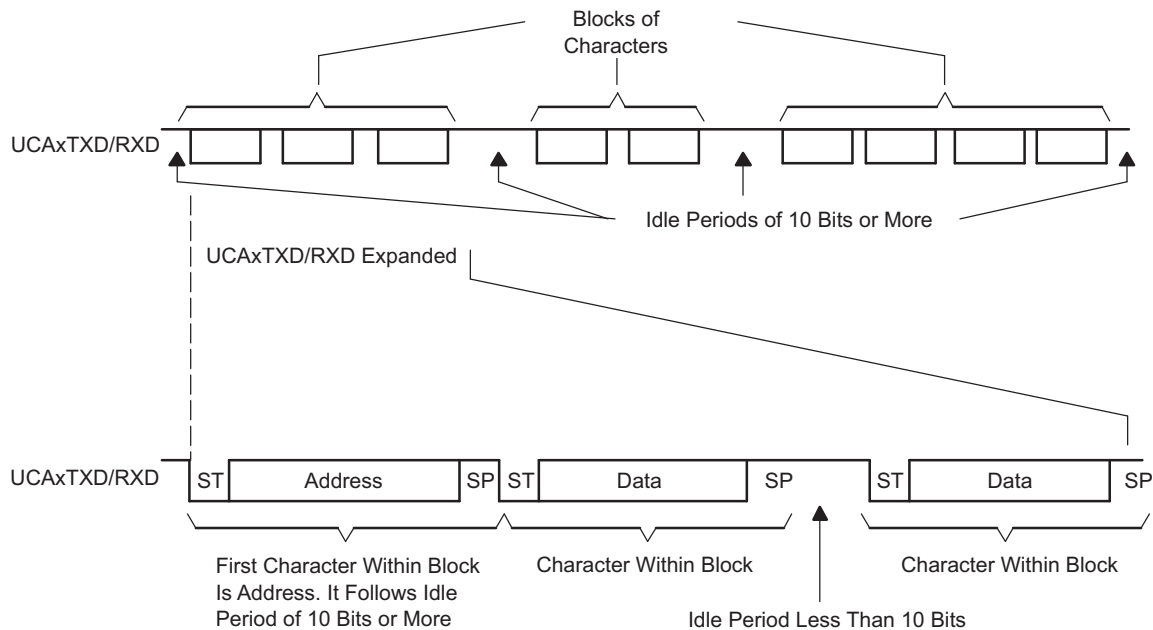 Blocks of
Characters
UCAxTXD/RXD
Idle Periods of 10 Bits or More
UCAxTXD/RXD Expanded
UCAxTXD/RXD
ST
Address
SP
ST
Data
SP
ST
Data
SP
First Character Within Block
Is Address. It Follows Idle
Period of 10 Bits or More
Character Within Block
Character Within Block
Idle Period Less Than 10 Bits